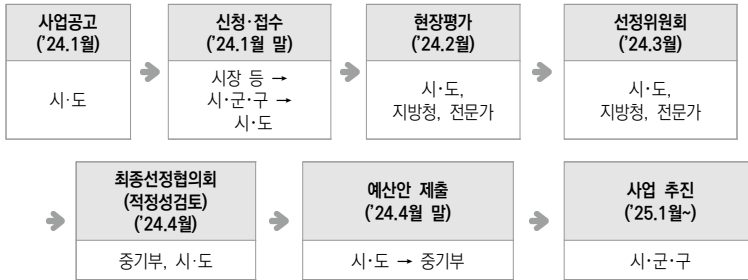 사업공고
('24.1월)
시·도
신청·접수
('24.1월 말)
시장 등 →
시·군·구 →
시·도
현장평가
('24.2월)
시·도,
지방청, 전문가
선정위원회
('24.3월)
시·도,
지방청, 전문가
최종선정협의회
(적정성검토)
('24.4월)
중기부, 시·도
예산안 제출
('24.4월 말)
시·도 → 중기부
사업 추진
('25.1월~)
시·군·구